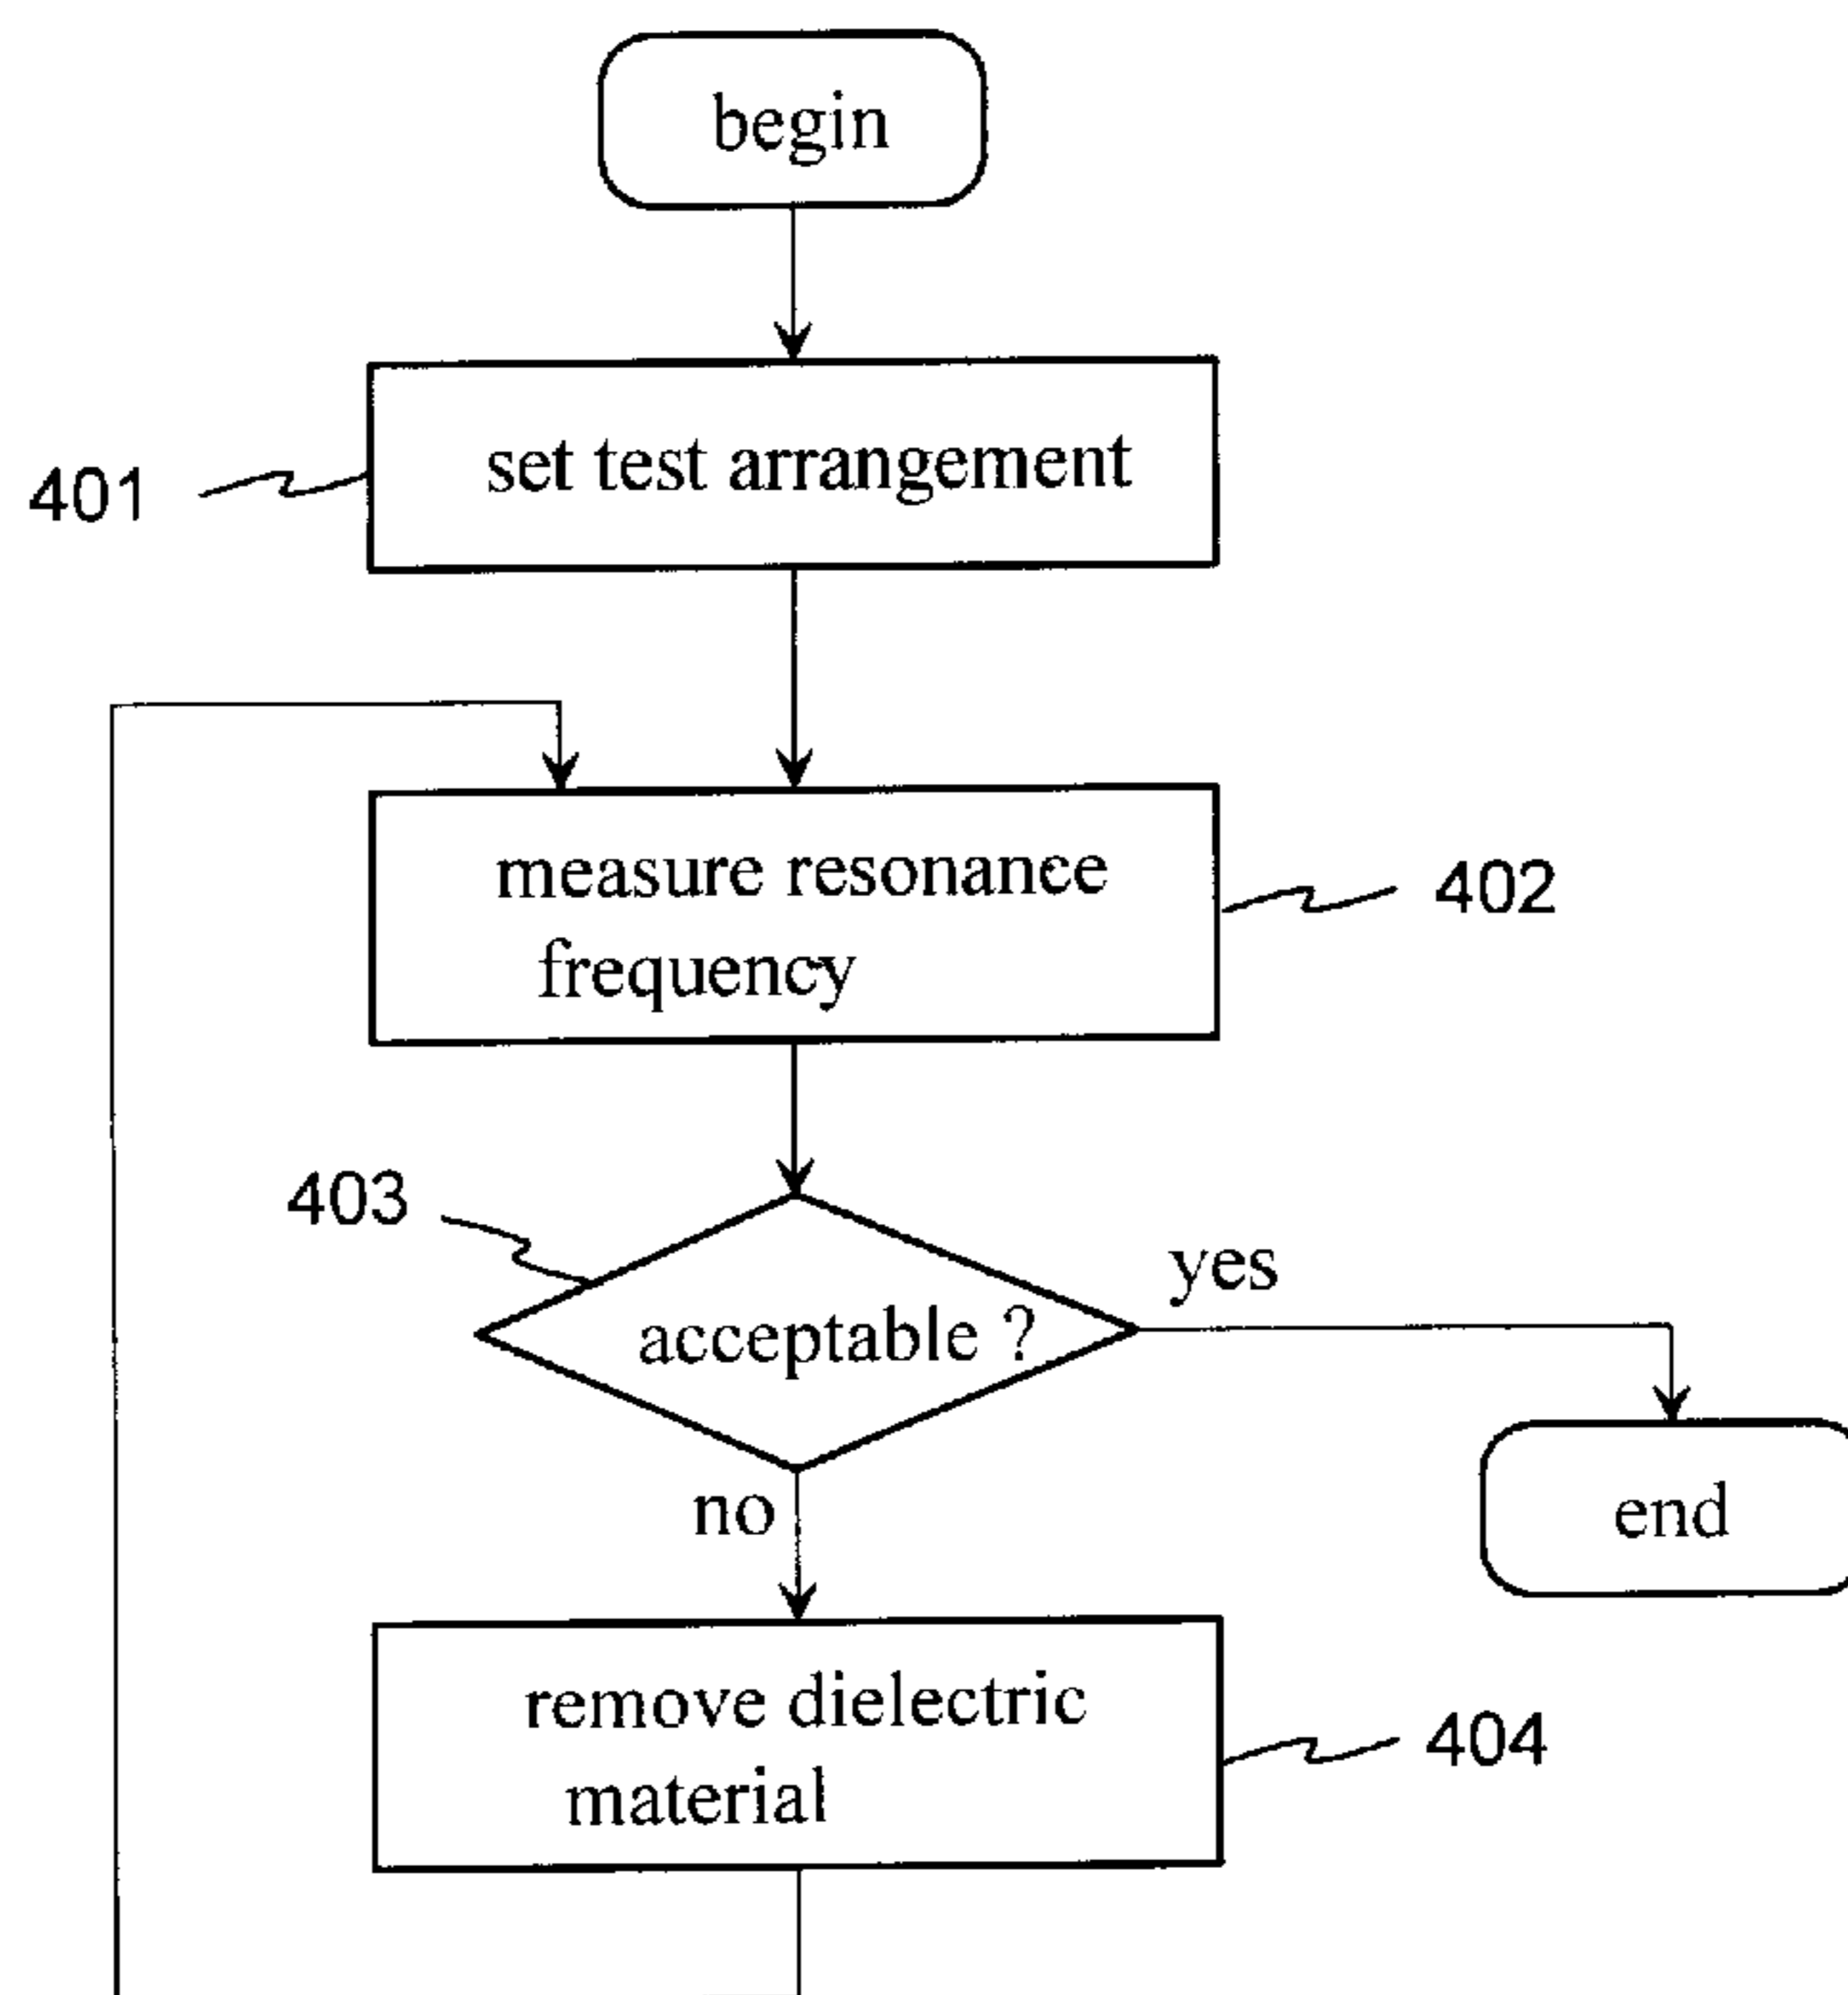 begin
401
set test arrangement
measure resonance
frequency
402
403
acceptable ?
yes
no
end
remove dielectric
material
404